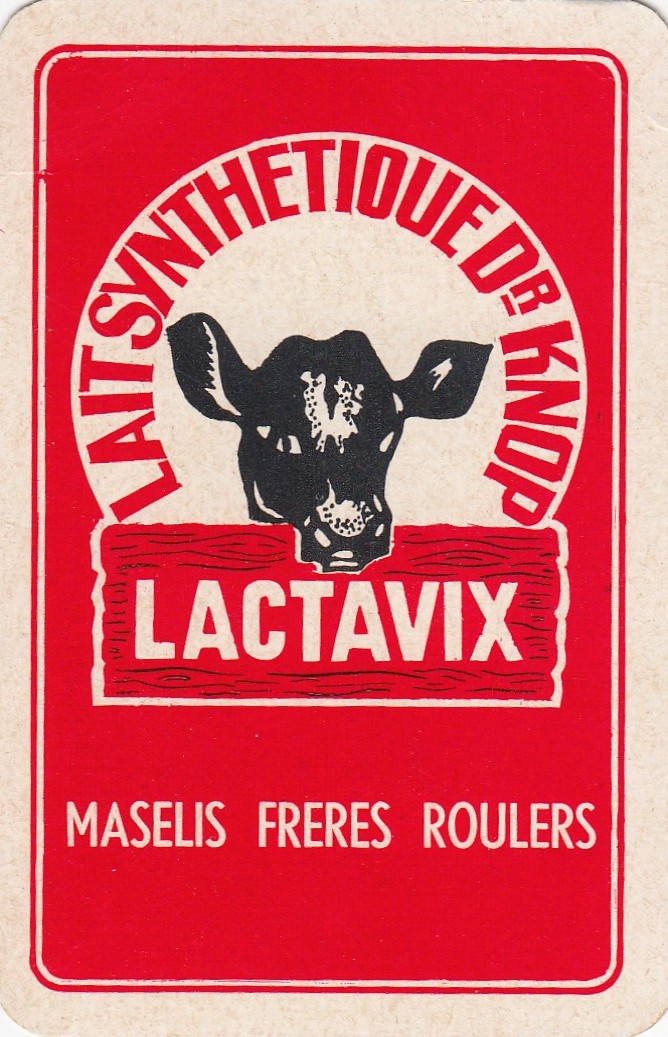 LAIT SYNTHETIQUE DR KNOP
LACTAVIX
MASELIS FRERES ROULERS